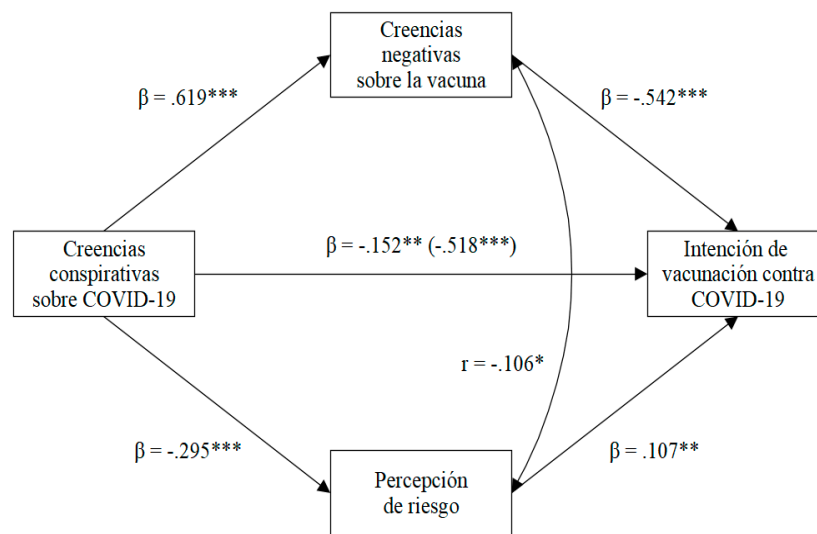 Creencias
negativas
sobre la vacuna
β = .619***
β = -.542***
Creencias
conspirativas
sobre COVID-19
β = -.152** (-.518***)
Intención de
vacunación contra
COVID-19
r = -.106*
β = -.295***
β = .107**
Percepción
de riesgo